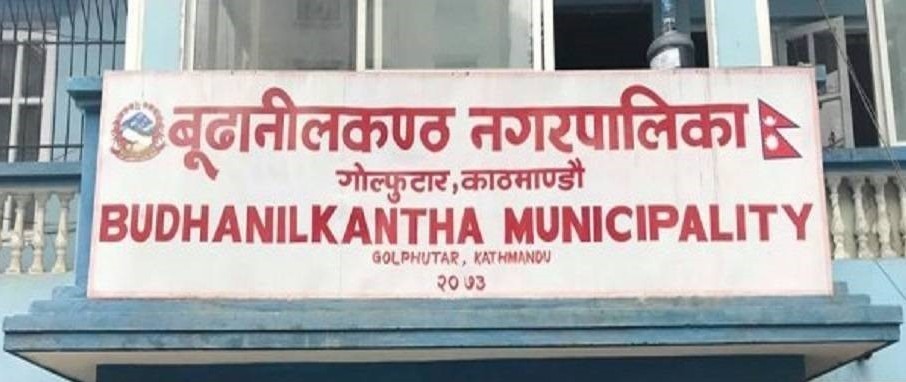 बूढानीलकण्ठ नगरपालिका
गोल्फुटार,काठमाण्डौ
BUDHANILKANTHA MUNICIPALITY
GOLPHUTAR, KATHMANDU
२०७३